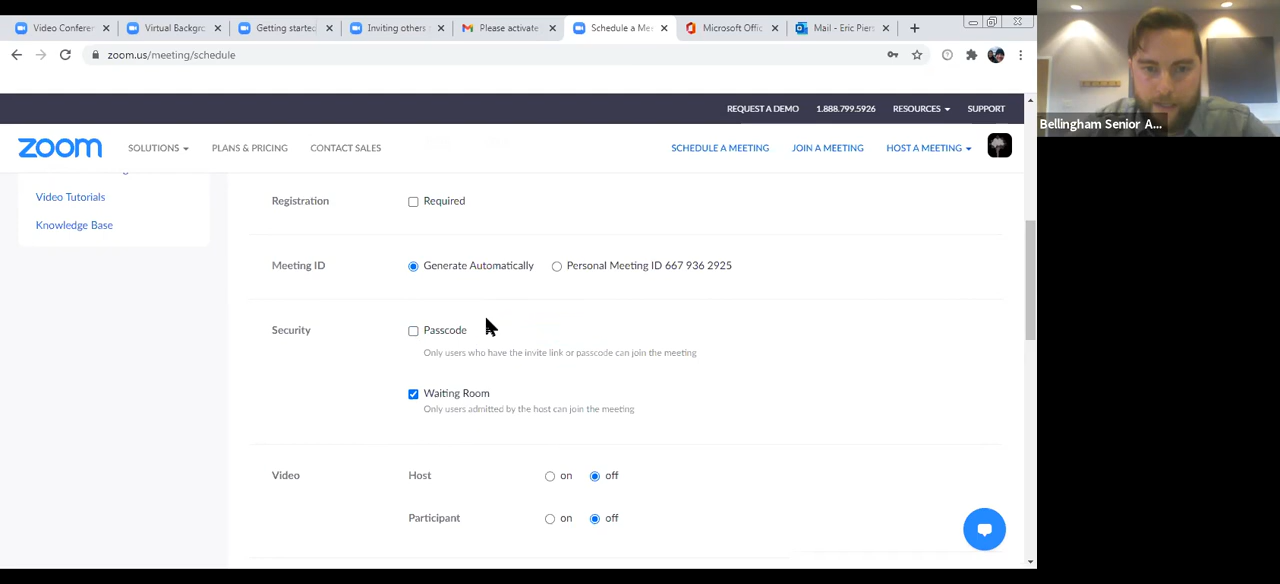 Video Conferen
Virtual Backgro
Getting started
Inviting others
Please activate
Schedule a Mee
Microsoft Offic
Mail - Eric Piers
zoom.us/meeting/schedule
REQUEST A DEMO
1.888.799.5926
RESOURCES
SUPPORT
zoom
SOLUTIONS
PLANS & PRICING
CONTACT SALES
SCHEDULE A MEETING
JOIN A MEETING
HOST A MEETING
Bellingham Senior A...
Video Tutorials
Knowledge Base
Registration
Required
Meeting ID
Generate Automatically
Personal Meeting ID 667 936 2925
Security
Passcode
Only users who have the invite link or passcode can join the meeting
Waiting Room
Only users admitted by the host can join the meeting
Video
Host
on
off
Participant
on
off